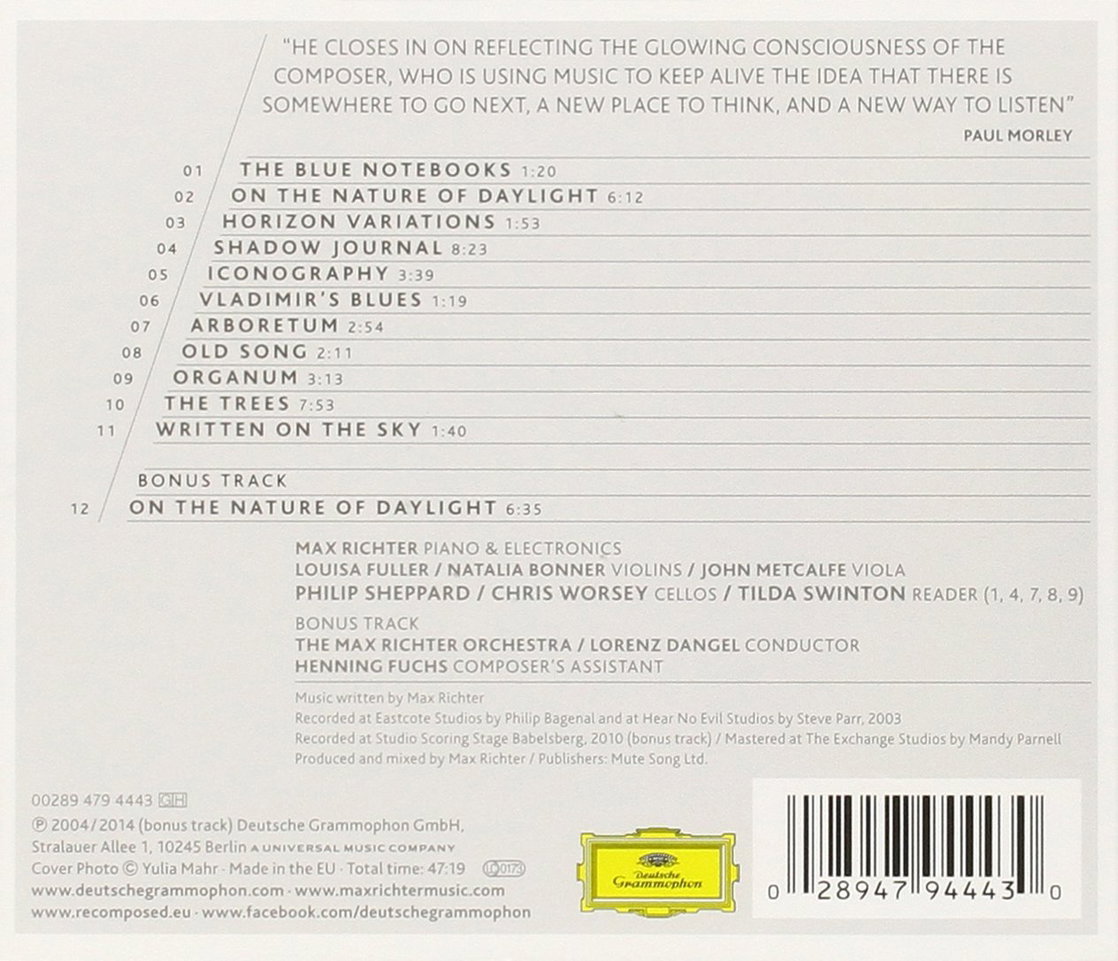 “HE CLOSES IN ON REFLECTING THE GLOWING CONSCIOUSNESS OF THE
COMPOSER, WHO IS USING MUSIC TO KEEP ALIVE THE IDEA THAT THERE IS
SOMEWHERE TO GO NEXT, A NEW PLACE TO THINK, AND A NEW WAY TO LISTEN”
PAUL MORLEY
01 THE BLUE NOTEBOOKS 1:20
02 ON THE NATURE OF DAYLIGHT 6:12
03 HORIZON VARIATIONS 1:53
04 SHADOW JOURNAL 8:23
05 ICONOGRAPHY 3:39
06 VLADIMIR’S BLUES 1:19
07 ARBORETUM 2:54
08 OLD SONG 2:11
09 ORGANUM 3:13
10 THE TREES 7:53
11 WRITTEN ON THE SKY 1:40
BONUS TRACK
12 ON THE NATURE OF DAYLIGHT 6:35
MAX RICHTER PIANO & ELECTRONICS
LOUISA FULLER / NATALIA BONNER VIOLINS / JOHN METCALFE VIOLA
PHILIP SHEPPARD / CHRIS WORSEY CELLOS / TILDA SWINTON READER (1, 4, 7, 8, 9)
BONUS TRACK
THE MAX RICHTER ORCHESTRA / LORENZ DANGEL CONDUCTOR
HENNING FUCHS COMPOSER’S ASSISTANT
Music written by Max Richter
Recorded at Eastcote Studios by Philip Bagenal and at Hear No Evil Studios by Steve Parr, 2003
Recorded at Studio Scoring Stage Babelsberg, 2010 (bonus track) / Mastered at The Exchange Studios by Mandy Parnell
Produced and mixed by Max Richter / Publishers: Mute Song Ltd.
00289 479 4443 GH
℗ 2004 / 2014 (bonus track) Deutsche Grammophon GmbH,
Stralauer Allee 1, 10245 Berlin A UNIVERSAL MUSIC COMPANY
Cover Photo © Yulia Mahr · Made in the EU · Total time: 47:19 LC 0173
www.deutschegrammophon.com · www.maxrichtermusic.com
www.recomposed.eu · www.facebook.com/deutschegrammophon
Deutsche
Grammophon
0 28947 94443 0